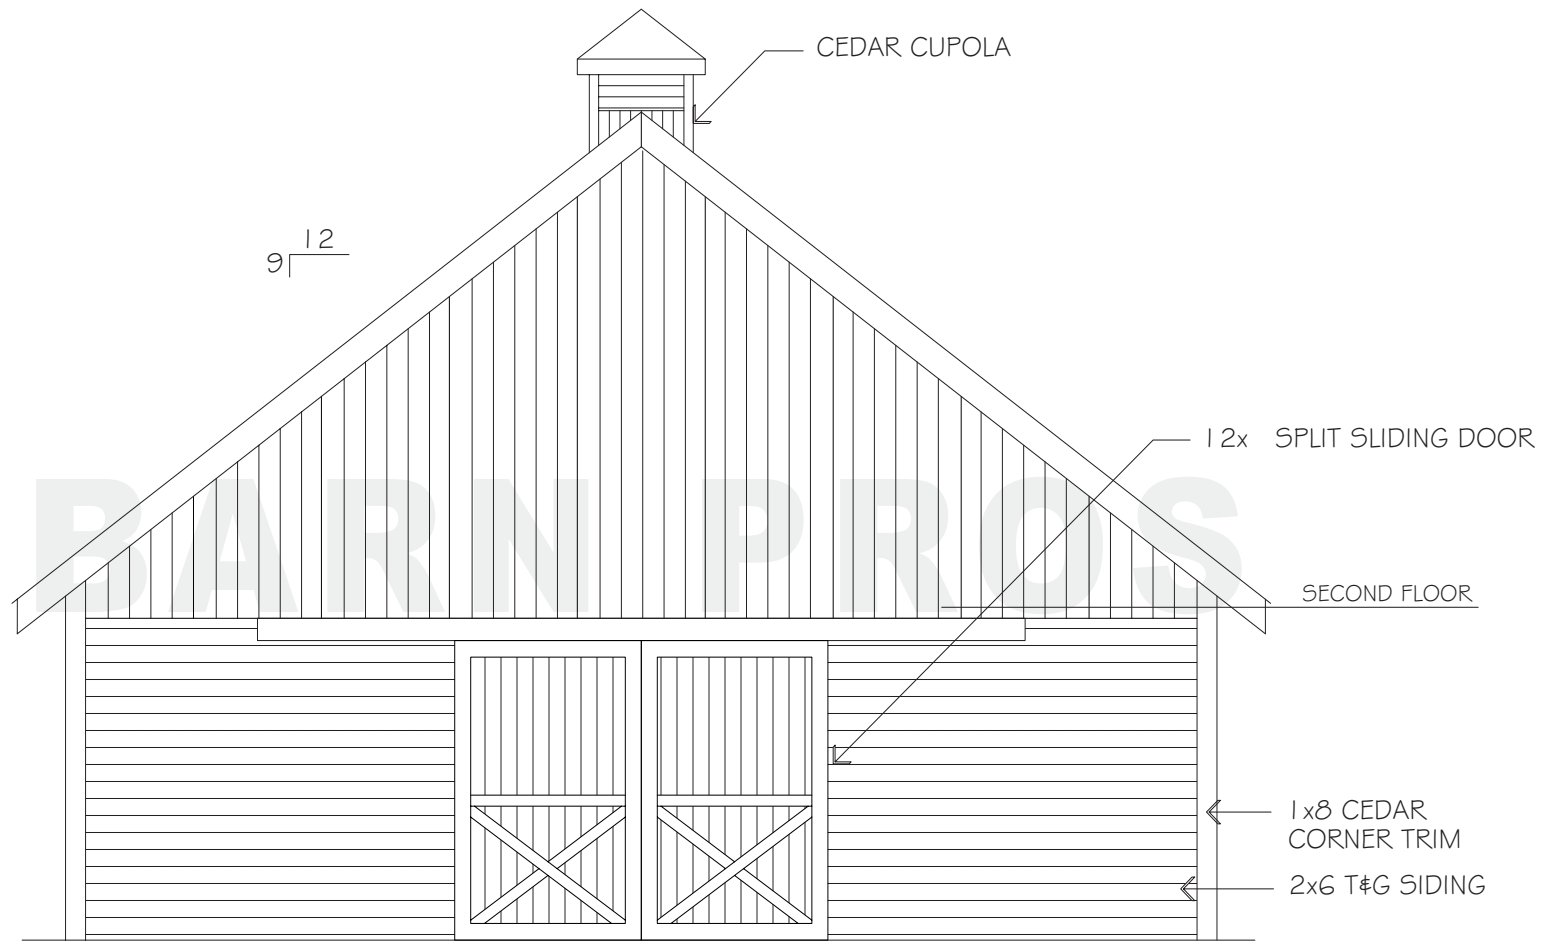 CEDAR CUPOLA
12
9
12x SPLIT SLIDING DOOR
BARN PROS
SECOND FLOOR
1x8 CEDAR
CORNER TRIM
2x6 T&G SIDING